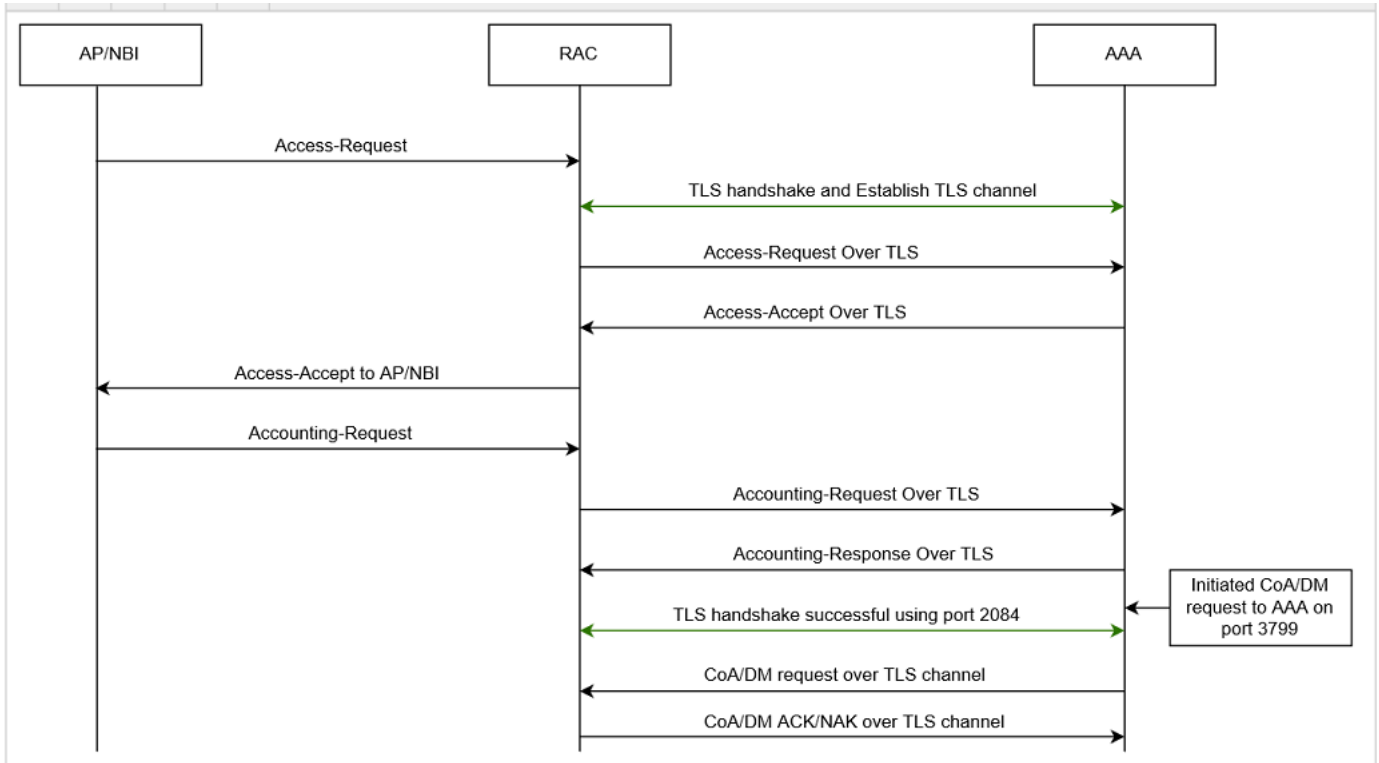 AP/NBI
RAC
AAA
Access-Request
TLS handshake and Establish TLS channel
Access-Request Over TLS
Access-Accept Over TLS
Access-Accept to AP/NBI
Accounting-Request
Accounting-Request Over TLS
Accounting-Response Over TLS
Initiated CoA/DM
request to AAA on
port 3799
TLS handshake successful using port 2084
CoA/DM request over TLS channel
CoA/DM ACK/NAK over TLS channel